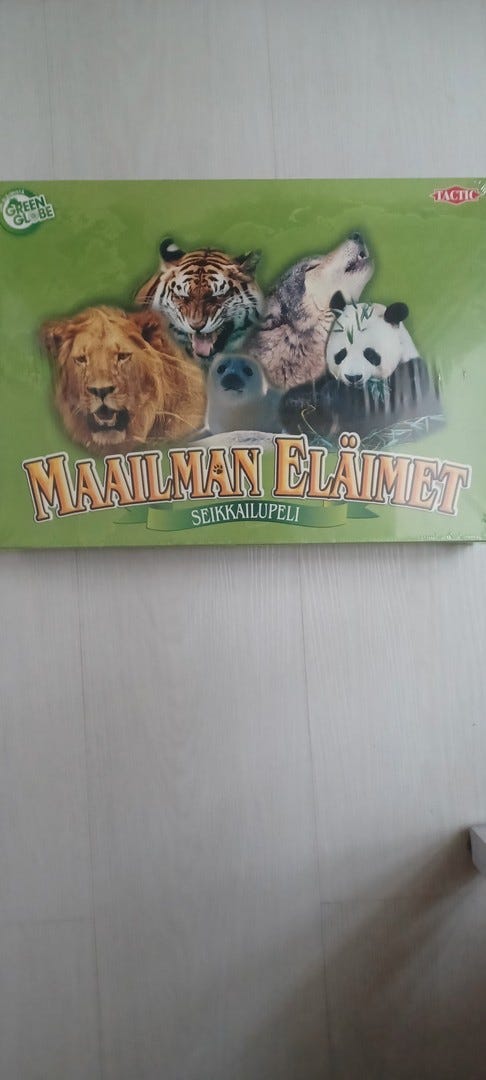 GREEN
GLOBE
TACTIC
MAAILMAN ELÄIMET
SEIKKAILUPELI